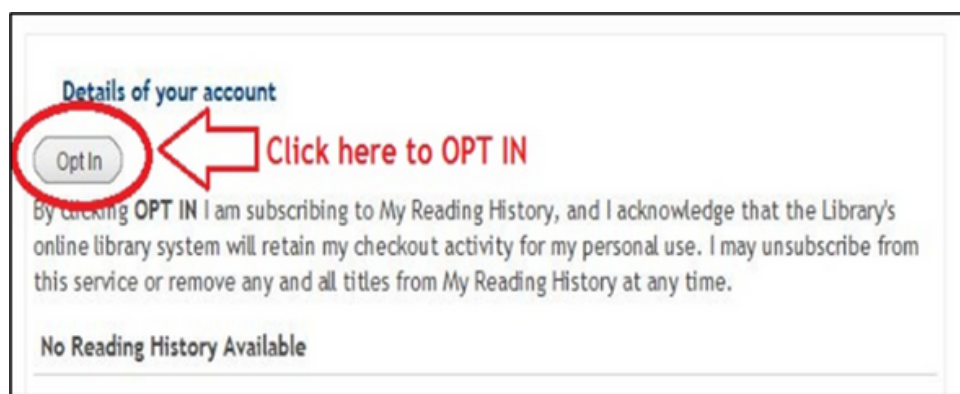 Details of your account
Opt In
Click here to OPT IN
By clicking OPT IN I am subscribing to My Reading History, and I acknowledge that the Library's
online library system will retain my checkout activity for my personal use. I may unsubscribe from
this service or remove any and all titles from My Reading History at any time.
No Reading History Available